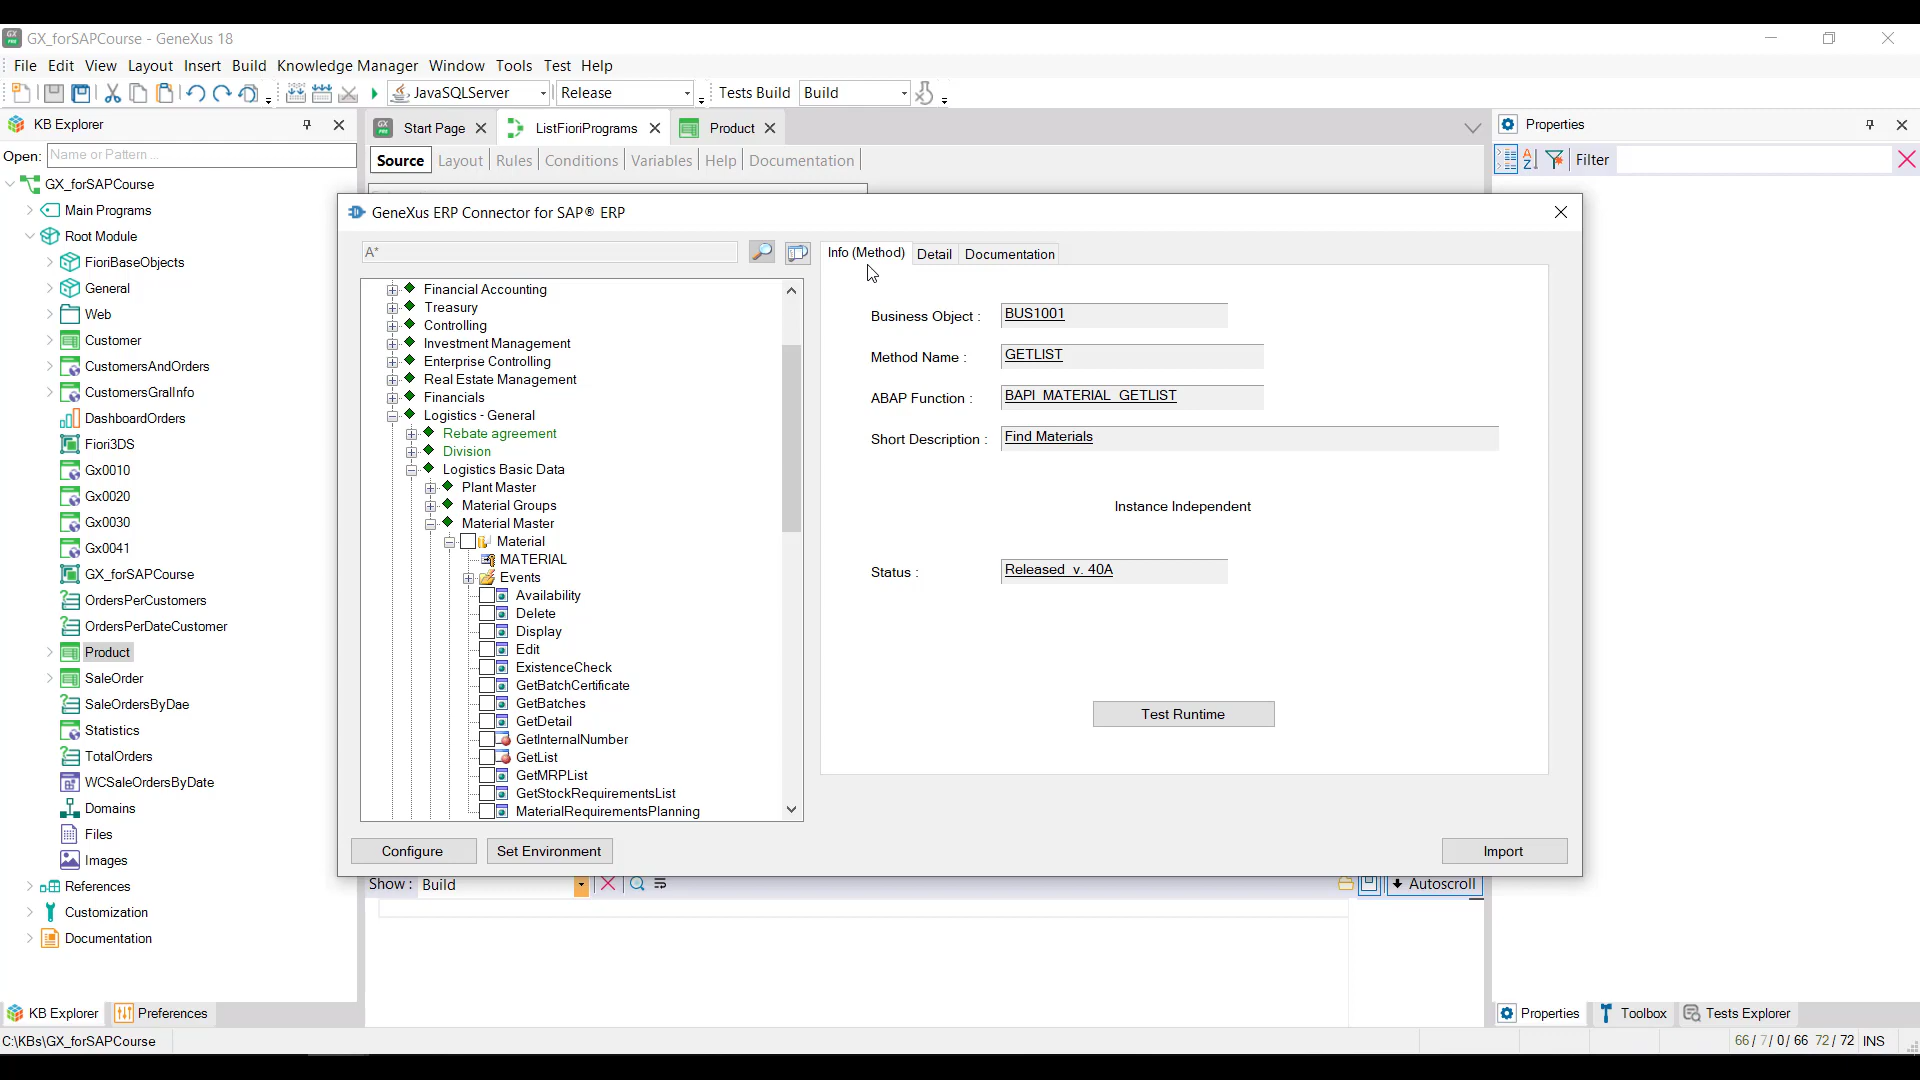 GX_forSAPCourse - GeneXus 18
File Edit View Layout Insert Build Knowledge Manager Window Tools Test Help
JavaSQLServer Release Tests Build Build
KB Explorer
Open: Name or Pattern ...
GX_forSAPCourse
Main Programs
Root Module
FioriBaseObjects
General
Web
Customer
CustomersAndOrders
CustomersGralInfo
DashboardOrders
Fiori3DS
Gx0010
Gx0020
Gx0030
Gx0041
GX_forSAPCourse
OrdersPerCustomers
OrdersPerDateCustomer
Product
SaleOrder
SaleOrdersByDae
Statistics
TotalOrders
WCSaleOrdersByDate
Domains
Files
Images
References
Customization
Documentation
KB Explorer Preferences
Start Page ListFioriPrograms Product
Source Layout Rules Conditions Variables Help Documentation
GeneXus ERP Connector for SAP® ERP
A*
Financial Accounting
Treasury
Controlling
Investment Management
Enterprise Controlling
Real Estate Management
Financials
Logistics - General
Rebate agreement
Division
Logistics Basic Data
Plant Master
Material Groups
Material Master
Material
MATERIAL
Events
Availability
Delete
Display
Edit
ExistenceCheck
GetBatchCertificate
GetBatches
GetDetail
GetInternalNumber
GetList
GetMRPList
GetStockRequirementsList
MaterialRequirementsPlanning
Configure Set Environment
Info (Method) Detail Documentation
Business Object : BUS1001
Method Name : GETLIST
ABAP Function : BAPI_MATERIAL_GETLIST
Short Description : Find Materials
Instance Independent
Status : Released v. 40A
Test Runtime
Import
Show : Build Autoscroll
Properties
Filter
Properties Toolbox Tests Explorer
C:\KBs\GX_forSAPCourse
66 / 7 / 0 / 66 72 / 72 INS